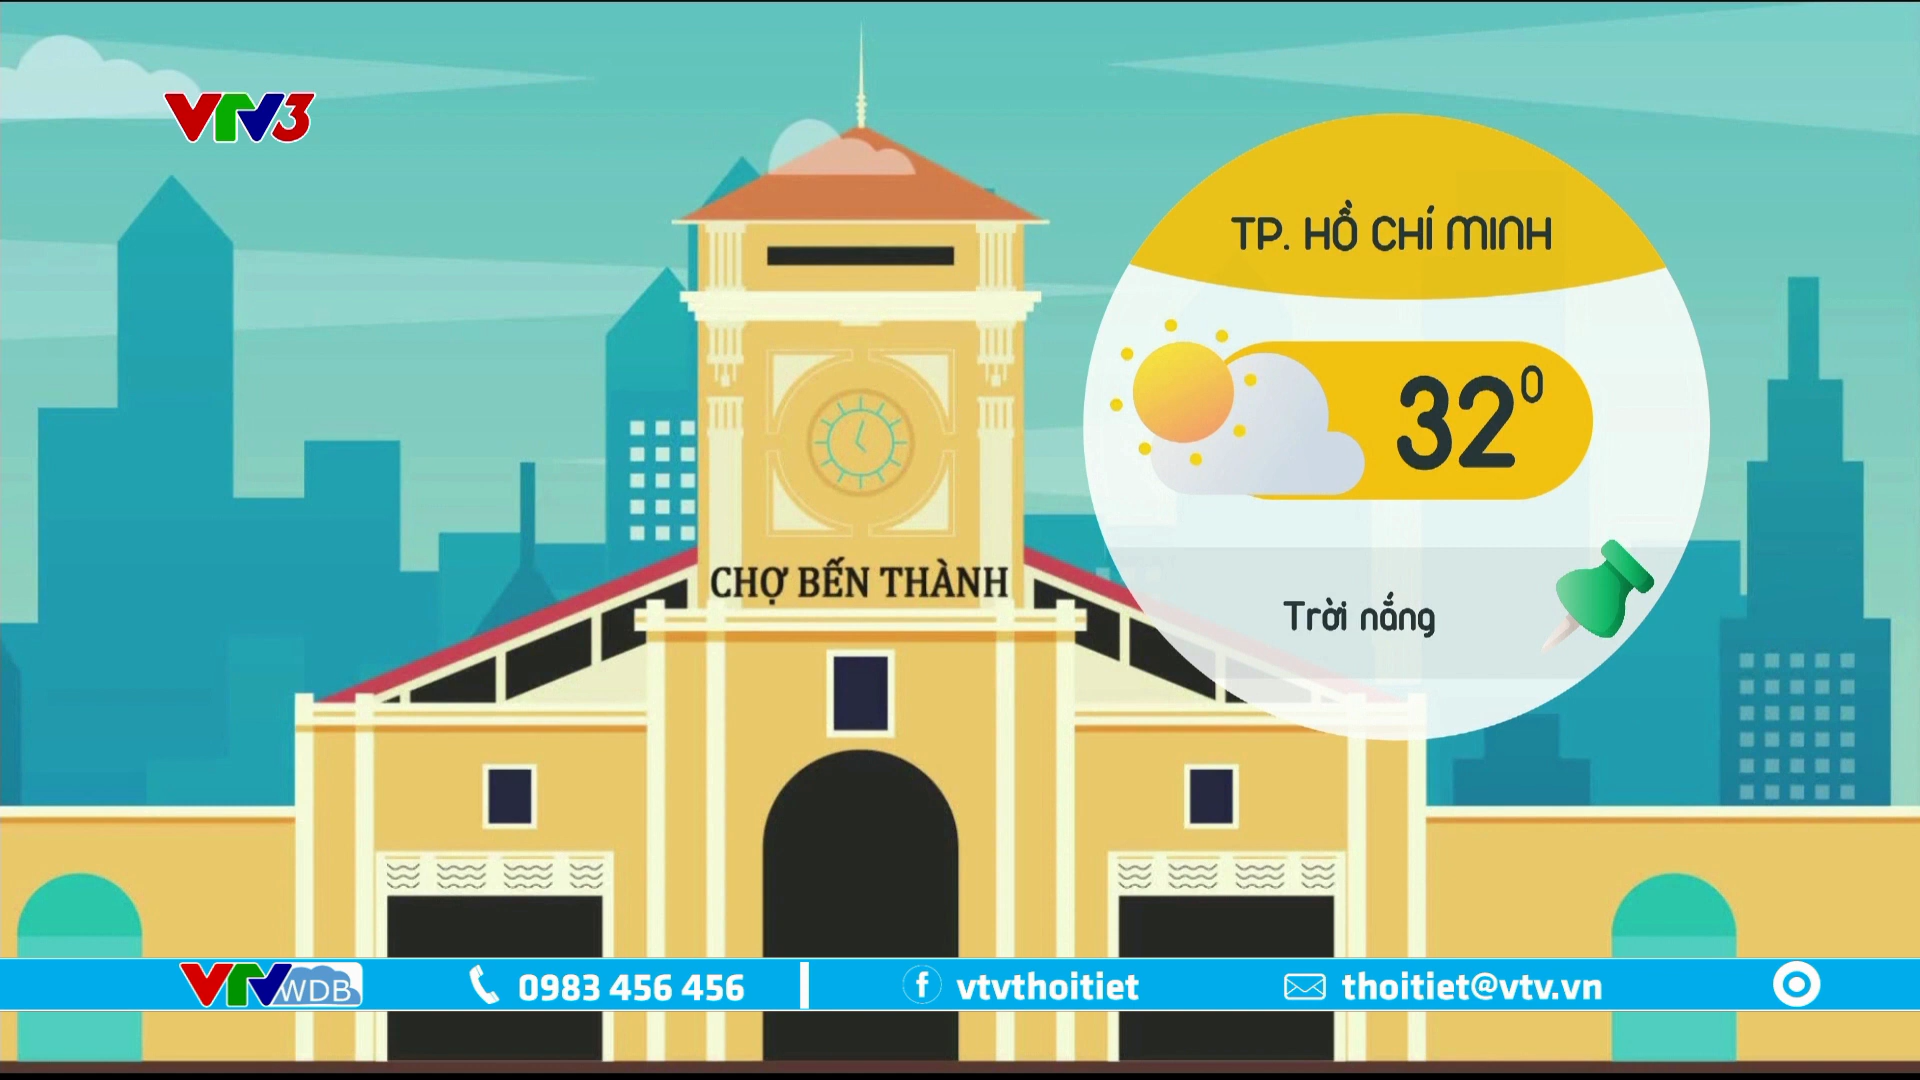 VTV3
TP. HỒ CHÍ MINH
32⁰
CHỢ BẾN THÀNH
Trời nắng
VTV WDB 0983 456 456 vtvthoitiet thoitiet@vtv.vn